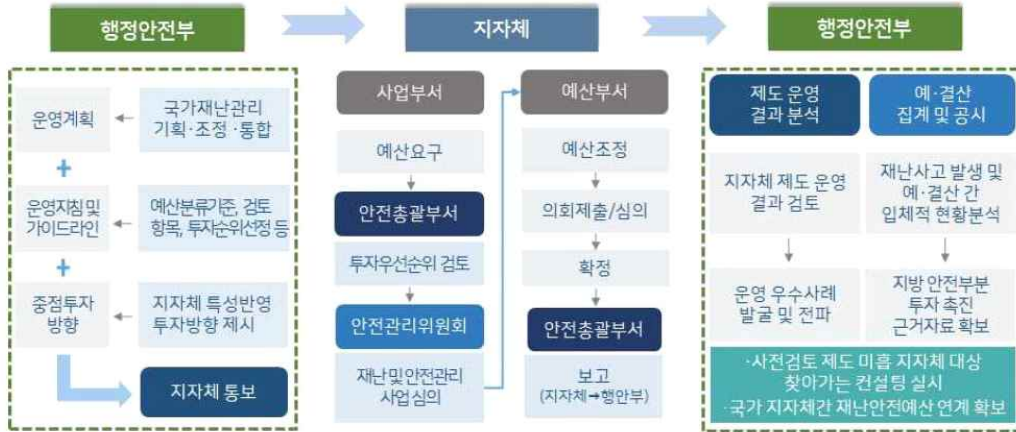 행정안전부
지자체
행정안전부
운영계획
국가재난관리
기획·조정·통합
+
운영지침 및
가이드라인
예산분류기준, 검토
항목, 투자순위선정 등
+
중점투자
방향
지자체 특성반영
투자방향 제시
지자체 통보
사업부서
예산요구
안전총괄부서
투자우선순위 검토
안전관리위원회
재난 및 안전관리
사업 심의
예산부서
예산조정
의회제출/심의
확정
안전총괄부서
보고
(지자체→행안부)
제도 운영
결과 분석
지자체 제도 운영
결과 검토
운영 우수사례
발굴 및 전파
예·결산
집계 및 공시
재난사고 발생 및
예·결산 간
입체적 현황분석
지방 안전부분
투자 촉진
근거자료 확보
·사전검토 제도 미흡 지자체 대상
찾아가는 컨설팅 실시
·국가 지자체간 재난안전예산 연계 확보